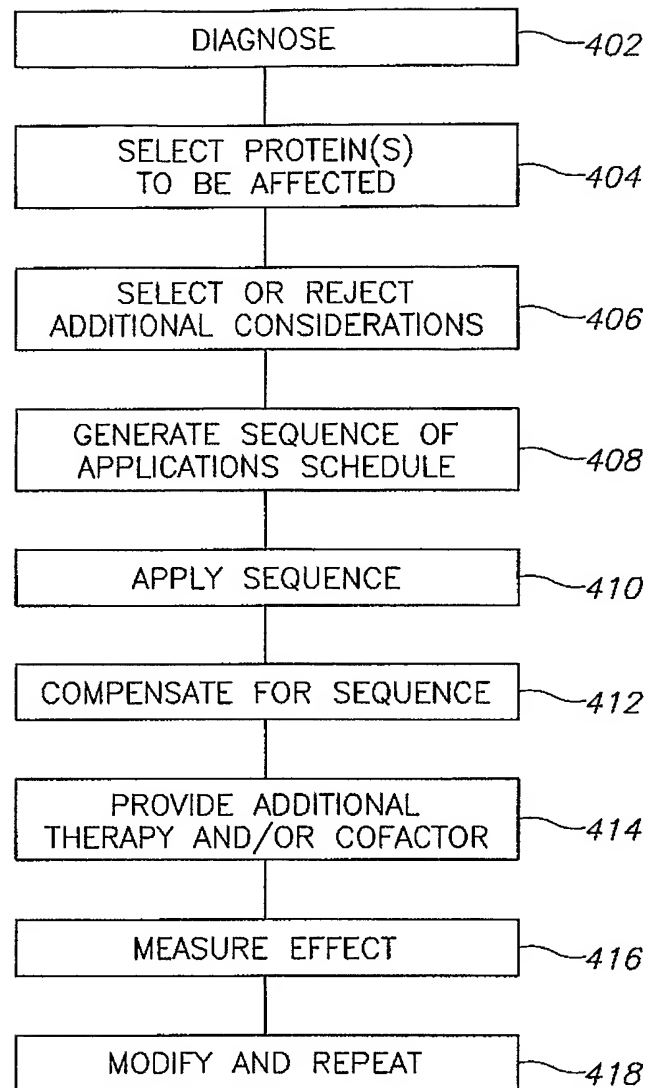 DIAGNOSE
402
SELECT PROTEIN(S)
TO BE AFFECTED
404
SELECT OR REJECT
ADDITIONAL CONSIDERATIONS
406
GENERATE SEQUENCE OF
APPLICATIONS SCHEDULE
408
APPLY SEQUENCE
410
COMPENSATE FOR SEQUENCE
412
PROVIDE ADDITIONAL
THERAPY AND/OR COFACTOR
414
MEASURE EFFECT
416
MODIFY AND REPEAT
418